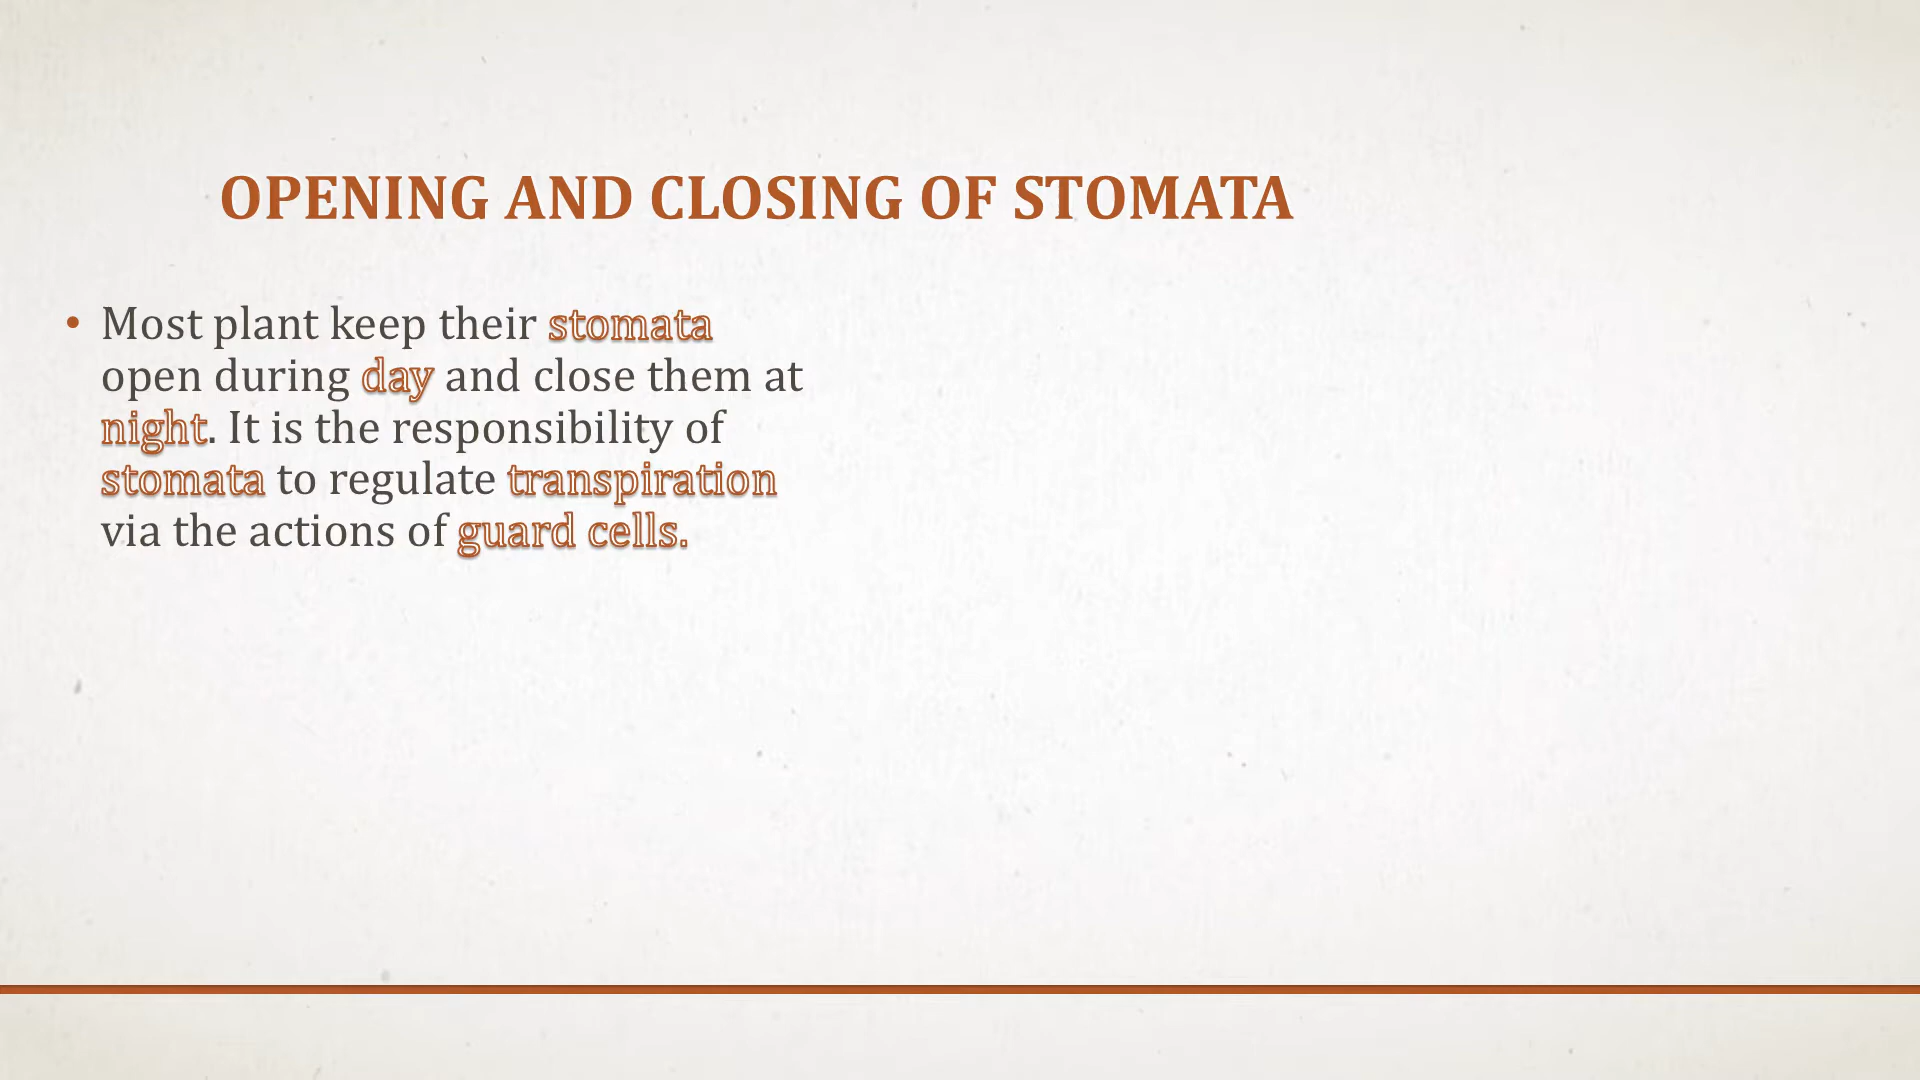 OPENING AND CLOSING OF STOMATA
• Most plant keep their stomata
open during day and close them at
night. It is the responsibility of
stomata to regulate transpiration
via the actions of guard cells.